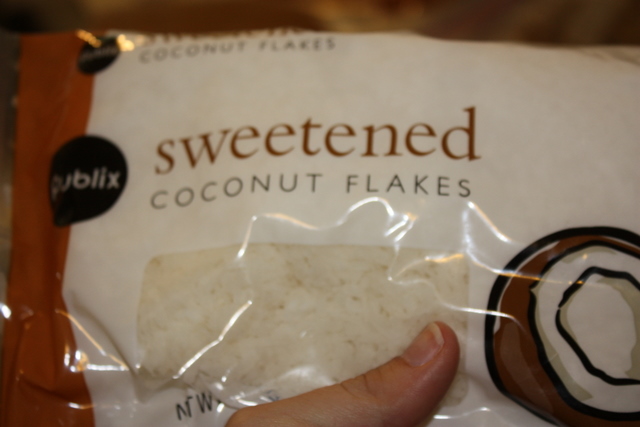 COCONUT FLAKES
sweetened
publix
COCONUT FLAKES